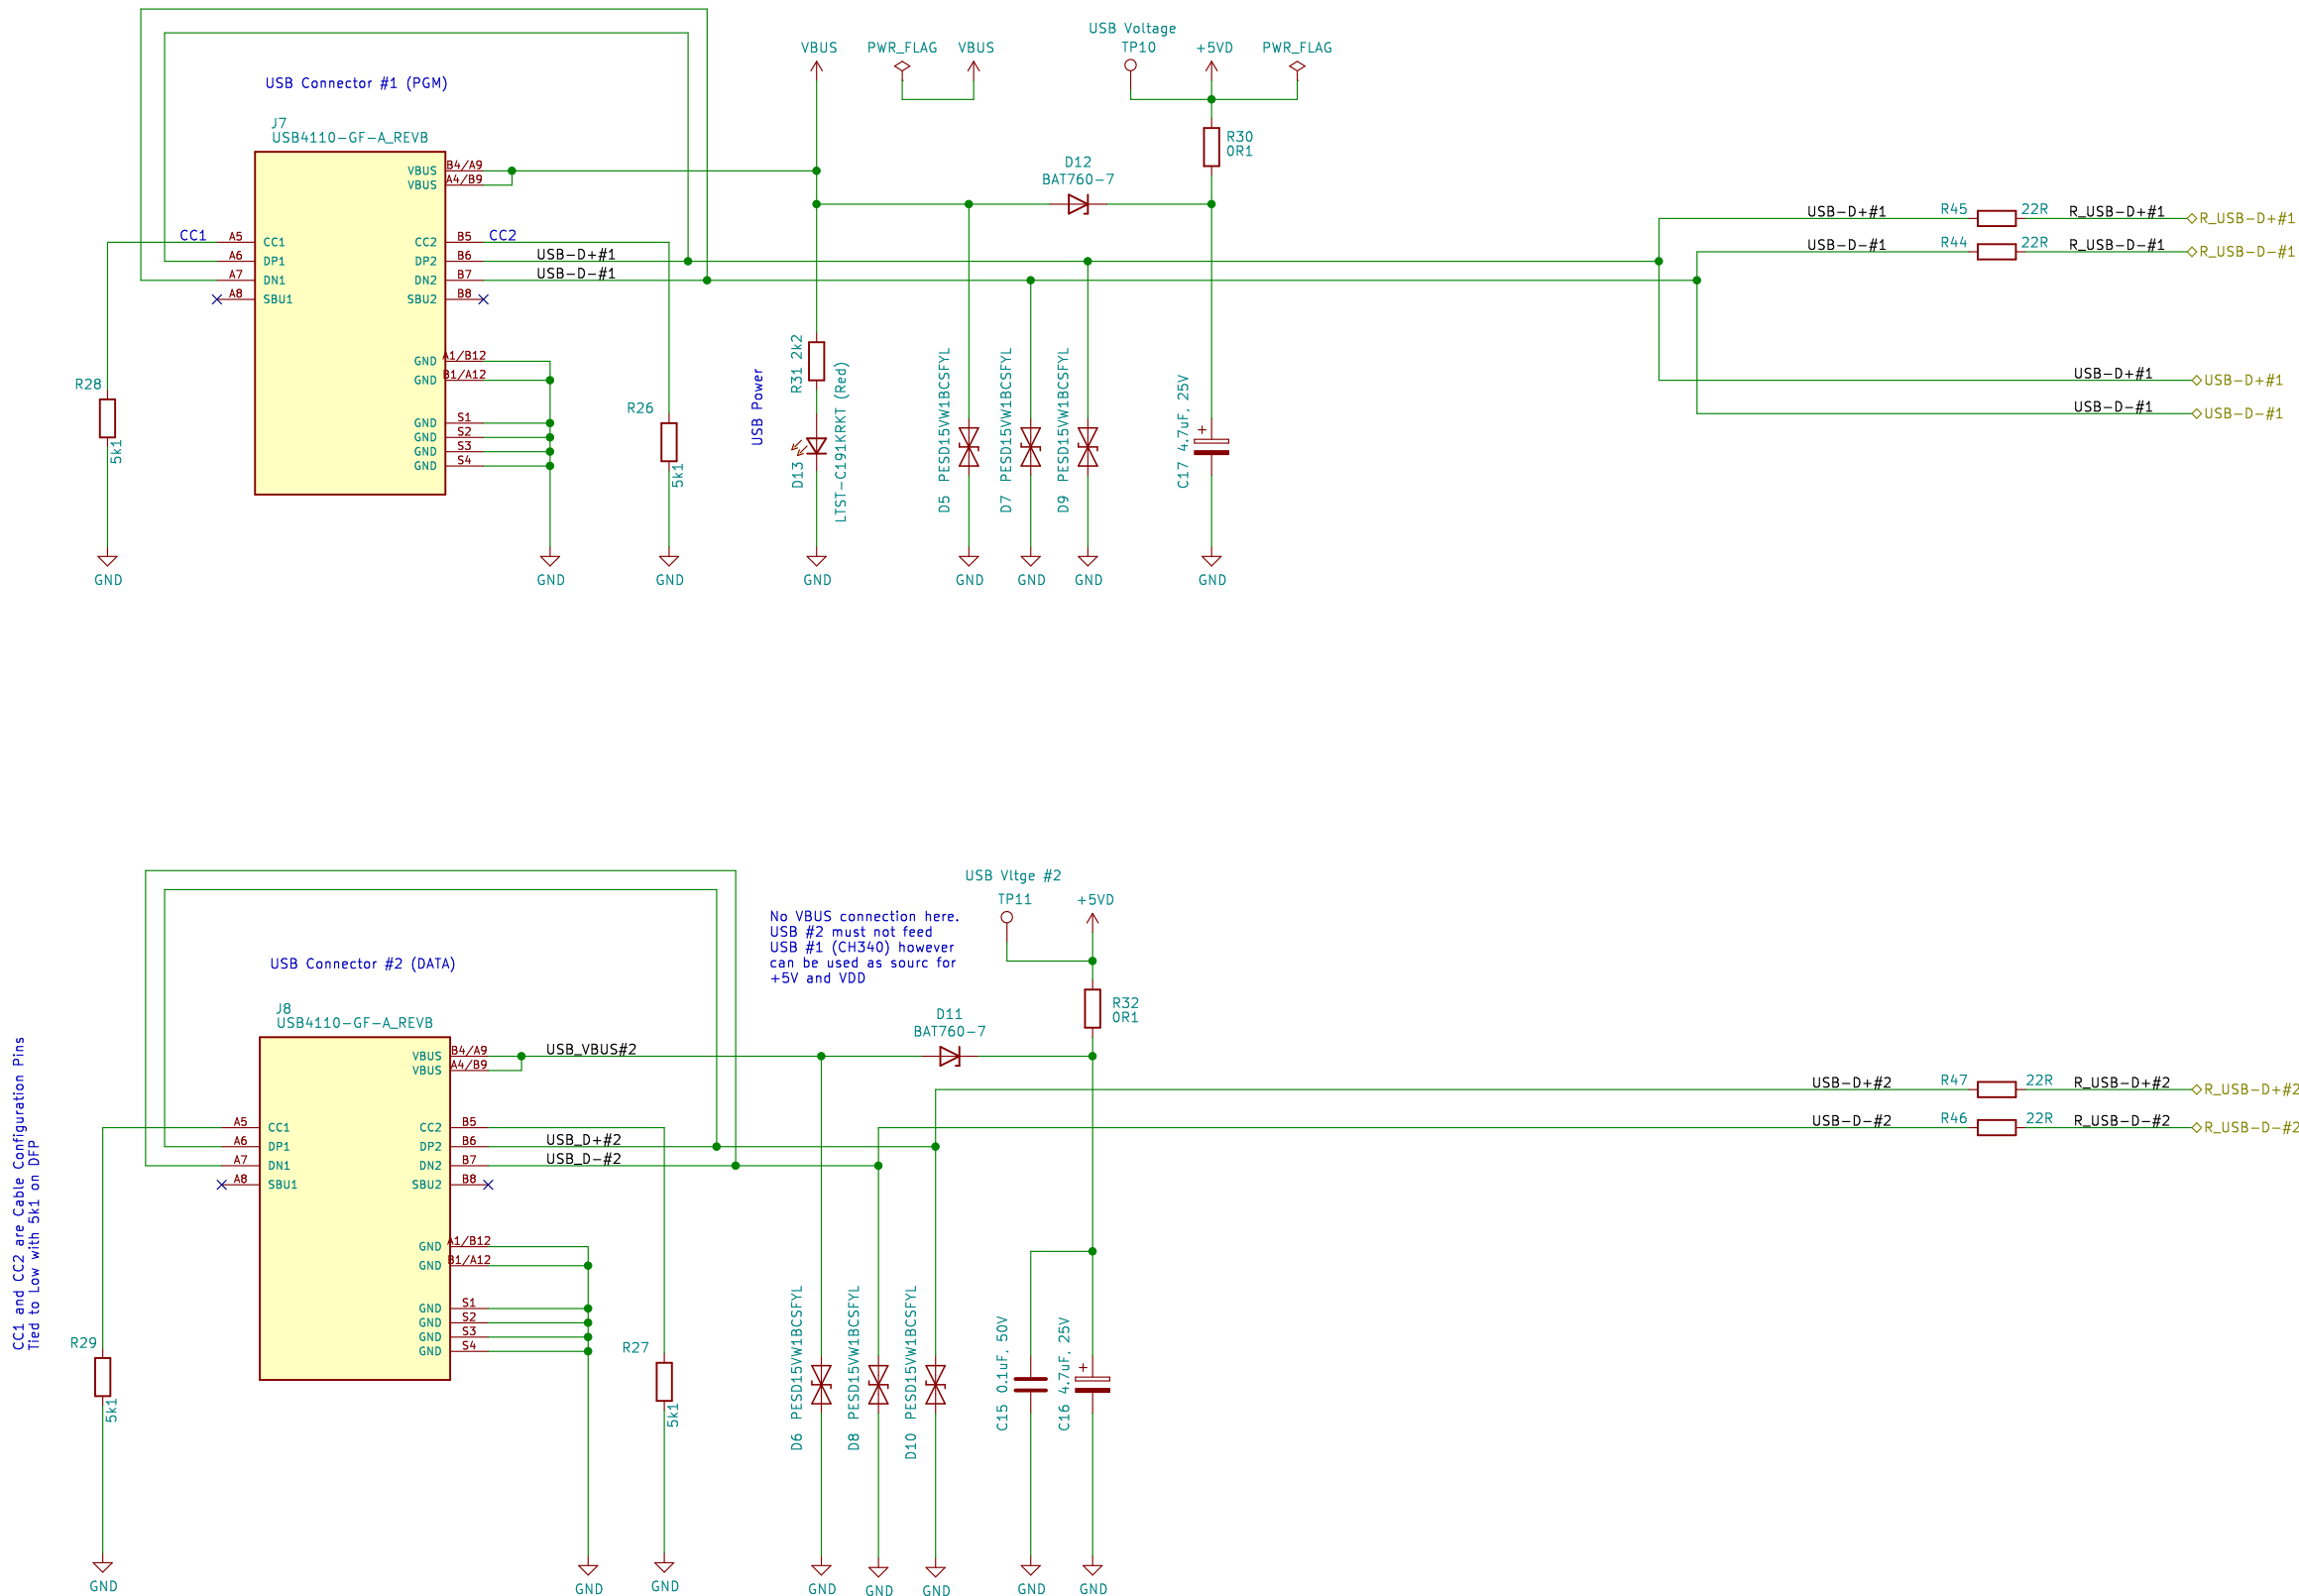 USB Voltage
VBUS
PWR_FLAG
VBUS
TP10
+5VD
PWR_FLAG
USB Connector #1 (PGM)
J7
USB4110-GF-A_REVB
R30
0R1
D12
BAT760-7
VBUS
B4/A9
VBUS
A4/B9
CC1
A5
CC1
CC2
B5
CC2
A6
DP1
DP2
B6
USB-D+#1
A7
DN1
DN2
B7
USB-D-#1
A8
SBU1
SBU2
B8
GND
A1/B12
GND
B1/A12
GND
S1
GND
S2
GND
S3
GND
S4
USB-D+#1
R45
22R
R_USB-D+#1
R_USB-D+#1
USB-D-#1
R44
22R
R_USB-D-#1
R_USB-D-#1
USB-D+#1
USB-D+#1
USB-D-#1
USB-D-#1
R28
5k1
R26
5k1
USB Power
R31 2k2
D13
LTST-C191KRKT (Red)
D5 PESD15VW1BCSFYL
D7 PESD15VW1BCSFYL
D9 PESD15VW1BCSFYL
C17 4.7uF, 25V
+
GND
GND
GND
GND
GND
GND
GND
GND
USB Vltge #2
TP11
+5VD
No VBUS connection here.
USB #2 must not feed
USB #1 (CH340) however
can be used as sourc for
+5V and VDD
USB Connector #2 (DATA)
J8
USB4110-GF-A_REVB
R32
0R1
D11
BAT760-7
VBUS
B4/A9
USB_VBUS#2
VBUS
A4/B9
A5
CC1
CC2
B5
A6
DP1
DP2
B6
USB_D+#2
A7
DN1
DN2
B7
USB_D-#2
A8
SBU1
SBU2
B8
GND
A1/B12
GND
B1/A12
GND
S1
GND
S2
GND
S3
GND
S4
USB-D+#2
R47
22R
R_USB-D+#2
R_USB-D+#2
USB-D-#2
R46
22R
R_USB-D-#2
R_USB-D-#2
CC1 and CC2 are Cable Configuration Pins
Tied to Low with 5k1 on DFP
R29
5k1
R27
5k1
D6 PESD15VW1BCSFYL
D8 PESD15VW1BCSFYL
D10 PESD15VW1BCSFYL
C15 0.1uF, 50V
C16 4.7uF, 25V
+
GND
GND
GND
GND
GND
GND
GND
GND